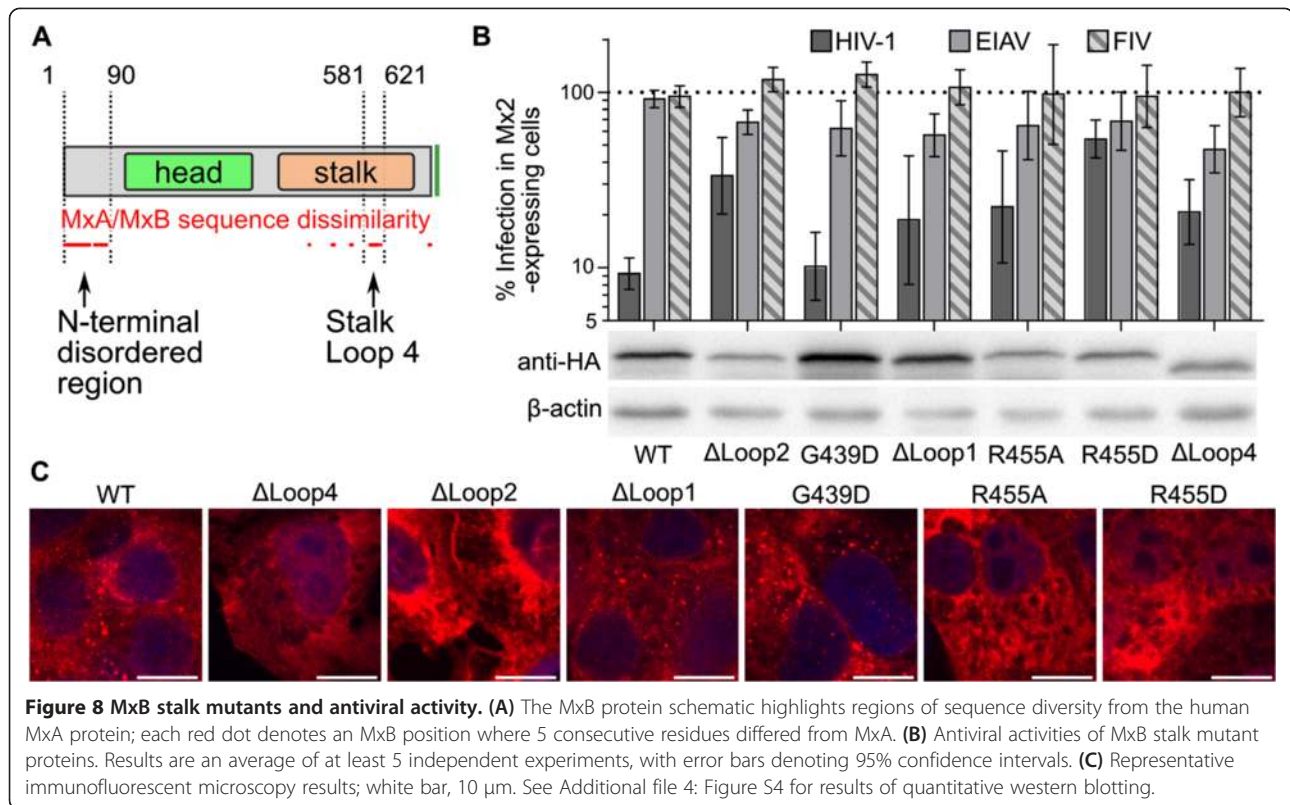 A
1 90 581 621
head stalk
MxA/MxB sequence dissimilarity
N-terminal
disordered
region
Stalk
Loop 4
B
HIV-1 EIAV FIV
% Infection in Mx2
-expressing cells
100
10
5
anti-HA
β-actin
WT ΔLoop2 G439D ΔLoop1 R455A R455D ΔLoop4
C
WT ΔLoop4 ΔLoop2 ΔLoop1 G439D R455A R455D
Figure 8 MxB stalk mutants and antiviral activity. (A) The MxB protein schematic highlights regions of sequence diversity from the human
MxA protein; each red dot denotes an MxB position where 5 consecutive residues differed from MxA. (B) Antiviral activities of MxB stalk mutant
proteins. Results are an average of at least 5 independent experiments, with error bars denoting 95% confidence intervals. (C) Representative
immunofluorescent microscopy results; white bar, 10 μm. See Additional file 4: Figure S4 for results of quantitative western blotting.